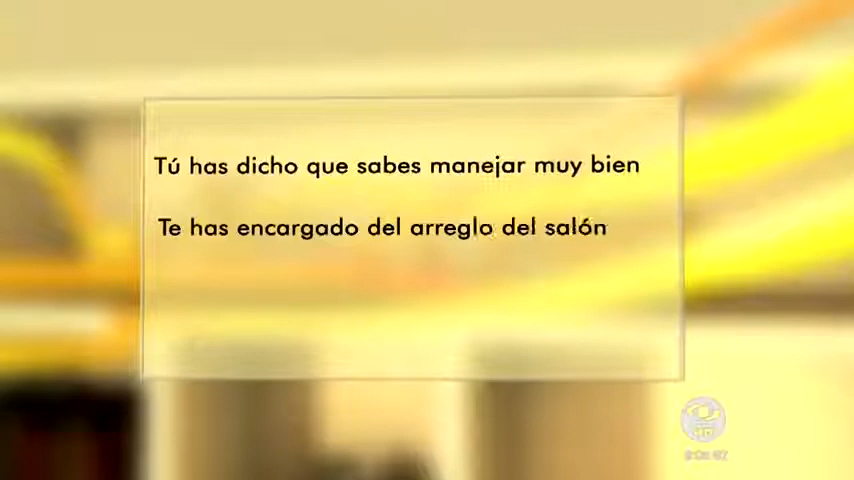 Tú has dicho que sabes manejar muy bien
Te has encargado del arreglo del salón